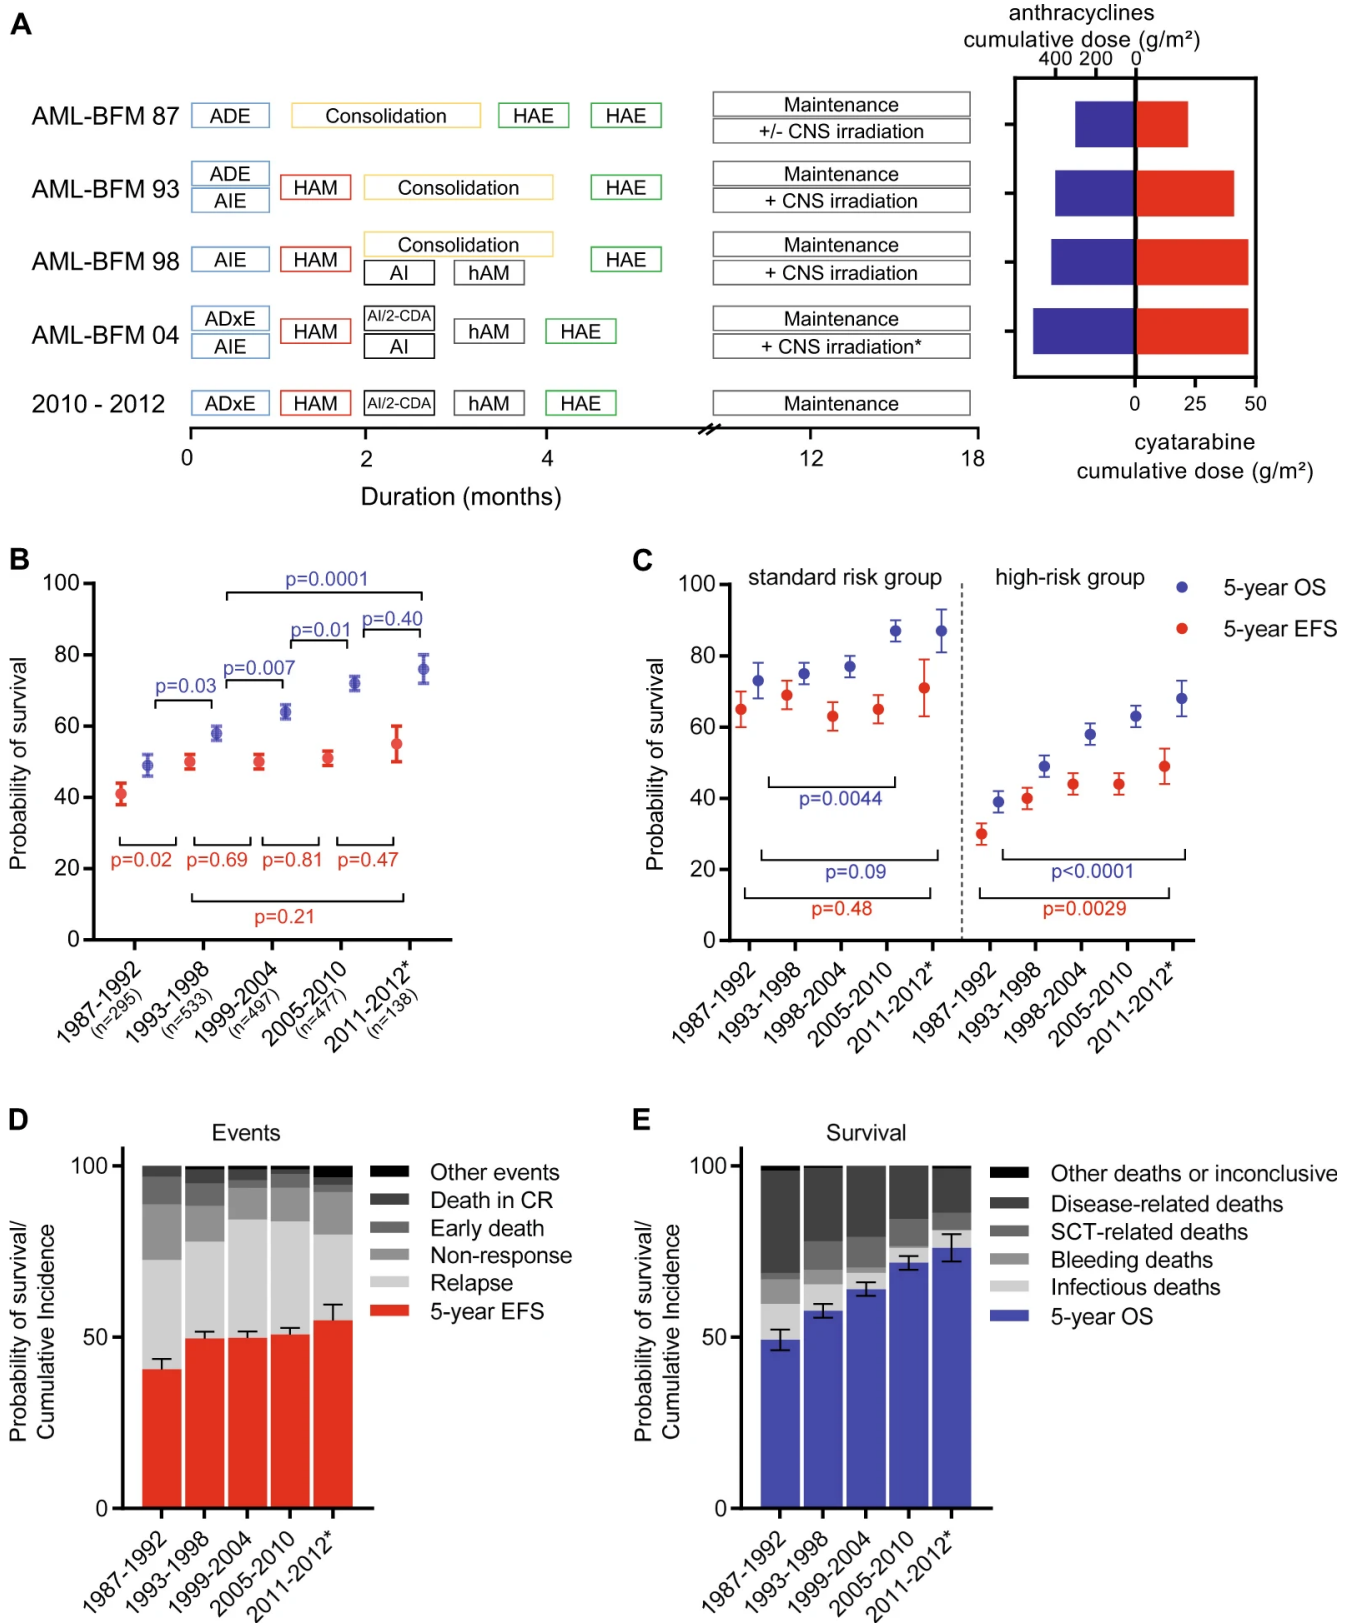 A
anthracyclines
cumulative dose (g/m²)
400 200 0
AML-BFM 87
ADE
Consolidation
HAE
HAE
Maintenance
+/- CNS irradiation
AML-BFM 93
ADE
AIE
HAM
Consolidation
HAE
Maintenance
+ CNS irradiation
AML-BFM 98
AIE
HAM
Consolidation
AI
hAM
HAE
Maintenance
+ CNS irradiation
AML-BFM 04
ADxE
AIE
HAM
AI/2-CDA
AI
hAM
HAE
Maintenance
+ CNS irradiation*
2010 - 2012
ADxE
HAM
AI/2-CDA
hAM
HAE
Maintenance
0 2 4 12 18
Duration (months)
0 25 50
cyatarabine
cumulative dose (g/m²)
B
Probability of survival
100
80
60
40
20
0
p=0.0001
p=0.40
p=0.01
p=0.007
p=0.03
p=0.02
p=0.69
p=0.81
p=0.47
p=0.21
1987-1992
(n=295)
1993-1998
(n=533)
1999-2004
(n=497)
2005-2010
(n=477)
2011-2012*
(n=138)
C
Probability of survival
100
80
60
40
20
0
standard risk group
high-risk group
5-year OS
5-year EFS
p=0.0044
p=0.09
p=0.48
p<0.0001
p=0.0029
1987-1992
1993-1998
1998-2004
2005-2010
2011-2012*
1987-1992
1993-1998
1998-2004
2005-2010
2011-2012*
D
Events
Probability of survival/
Cumulative Incidence
100
50
0
Other events
Death in CR
Early death
Non-response
Relapse
5-year EFS
1987-1992
1993-1998
1999-2004
2005-2010
2011-2012*
E
Survival
Probability of survival/
Cumulative Incidence
100
50
0
Other deaths or inconclusive
Disease-related deaths
SCT-related deaths
Bleeding deaths
Infectious deaths
5-year OS
1987-1992
1993-1998
1999-2004
2005-2010
2011-2012*